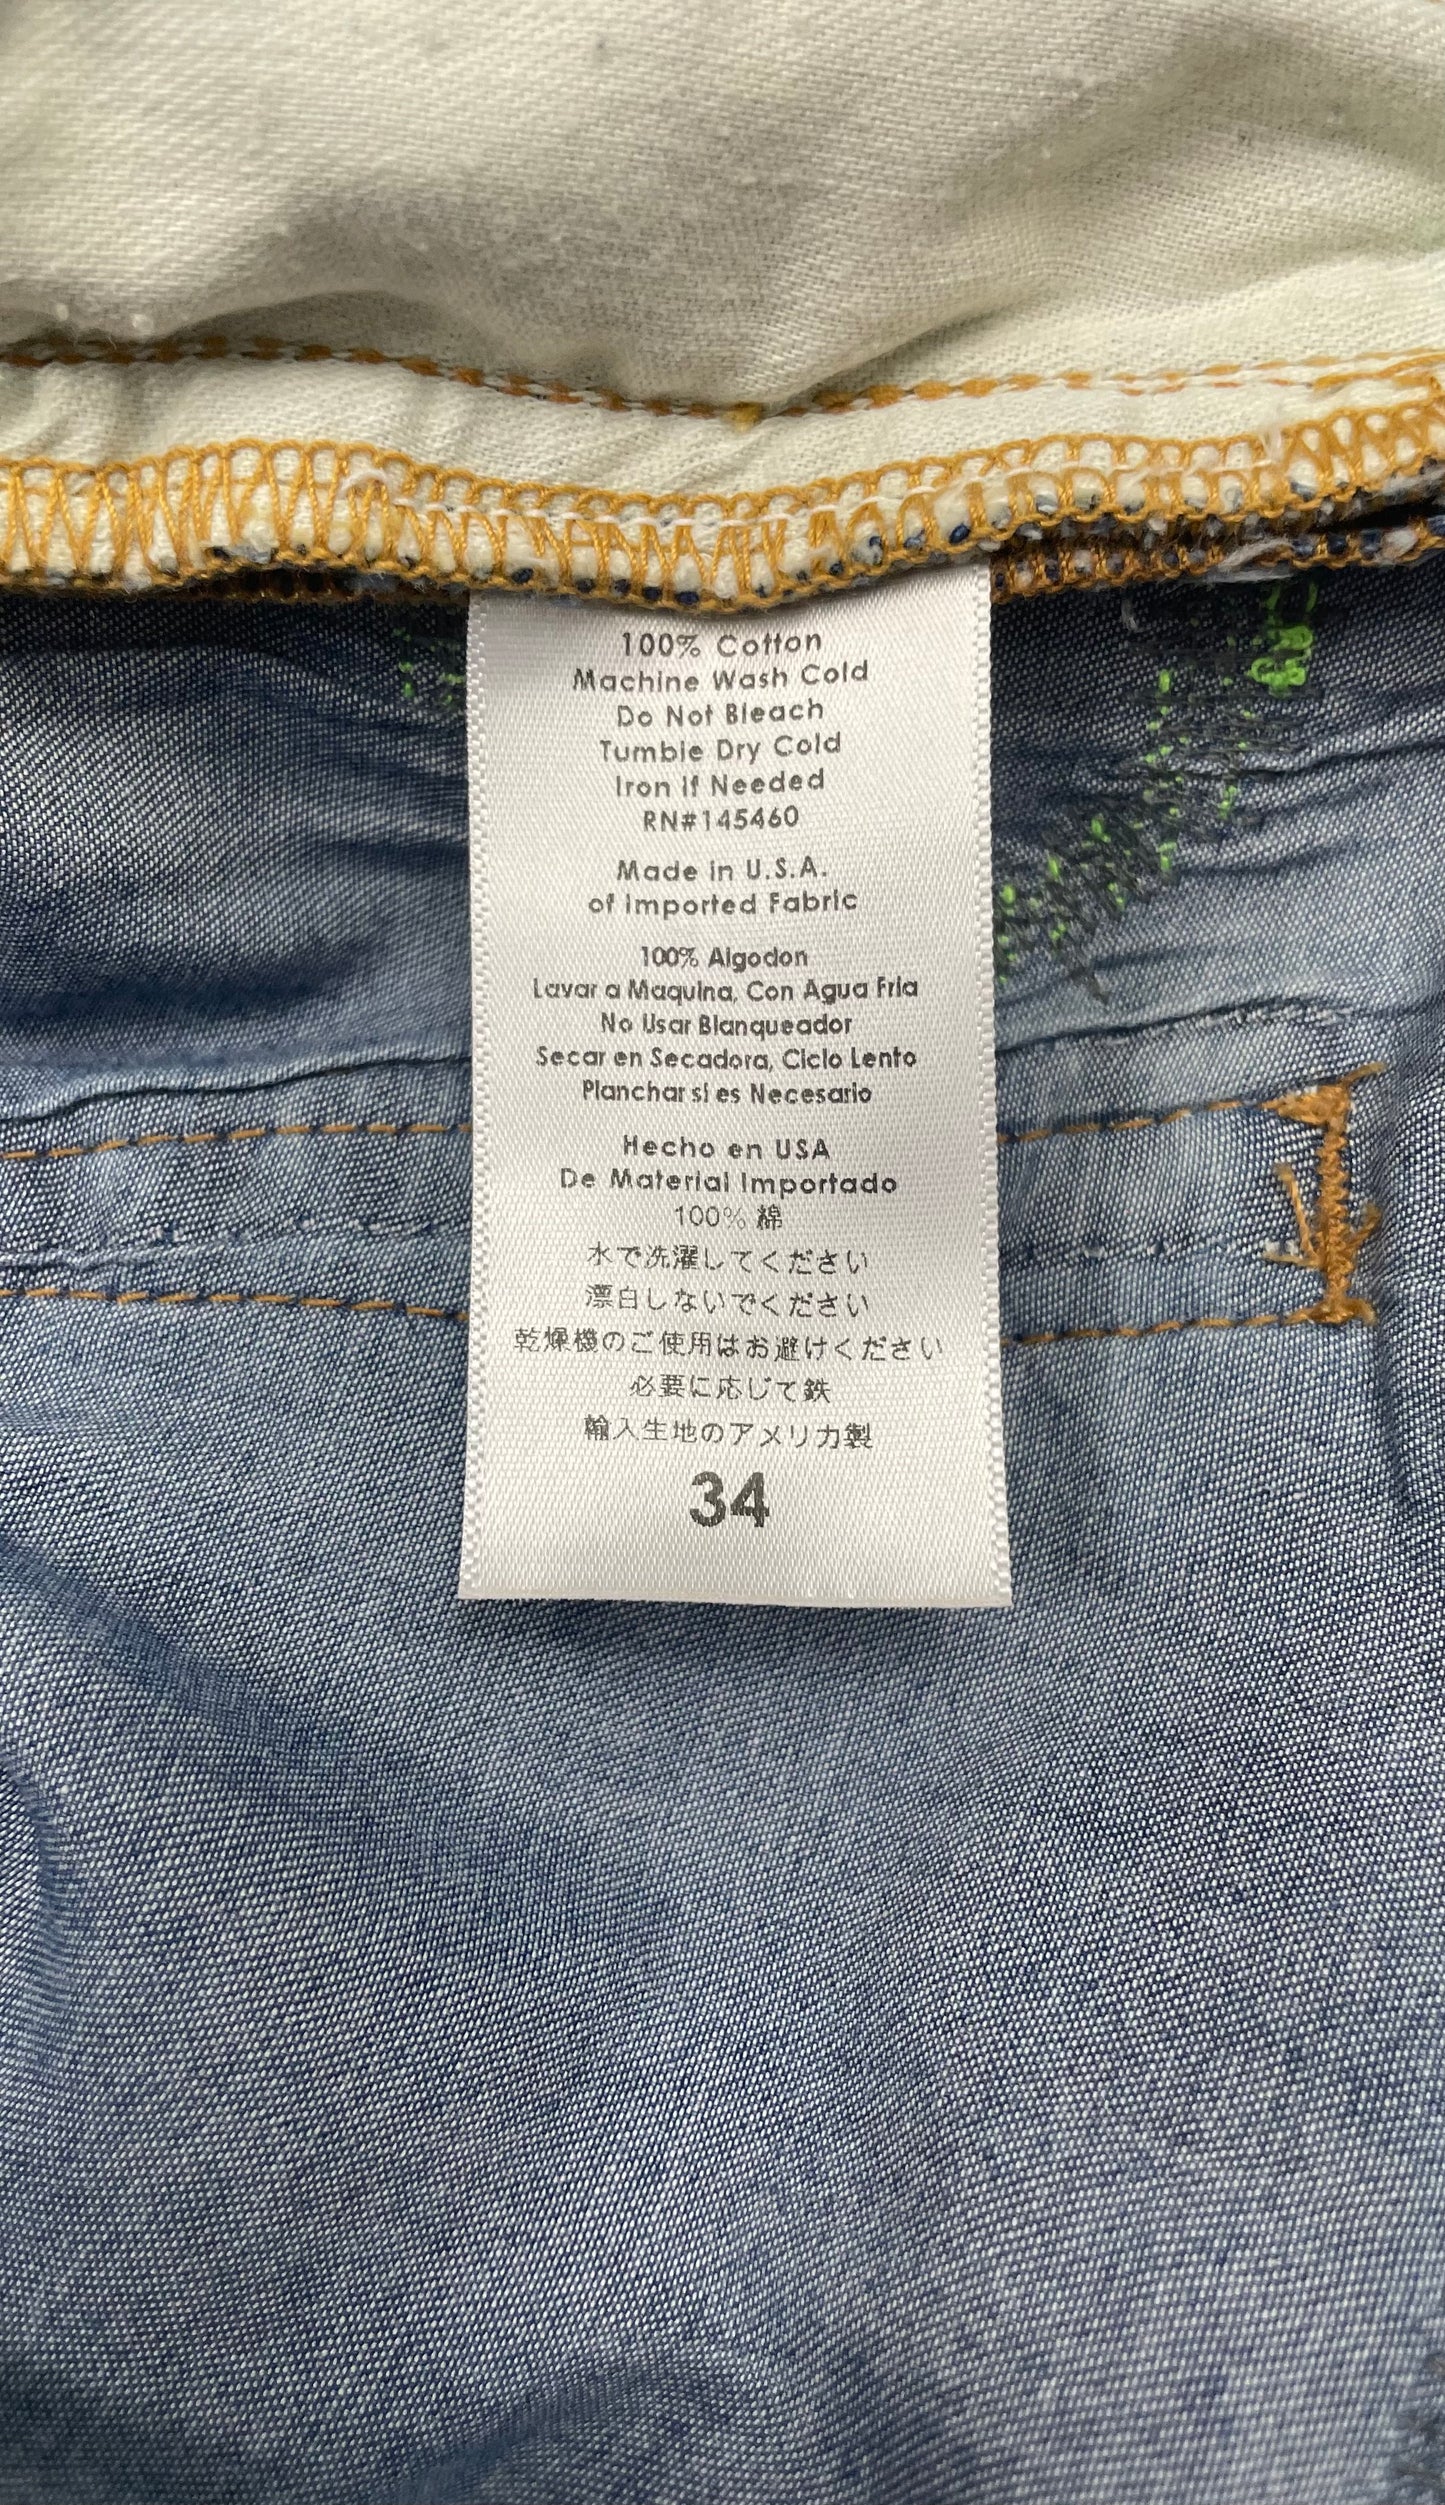 100% Cotton
Machine Wash Cold
Do Not Bleach
Tumble Dry Cold
Iron if Needed
RN#145460
Made in U.S.A.
of Imported Fabric
100% Algodon
Lavar a Maquina, Con Agua Fria
No Usar Blanqueador
Secar en Secadora, Ciclo Lento
Planchar si es Necesario
Hecho en USA
De Material Importado
100% 綿
水で洗濯してください
漂白しないでください
乾燥機のご使用はお避けください
必要に応じて鉄
輸入生地のアメリカ製
34